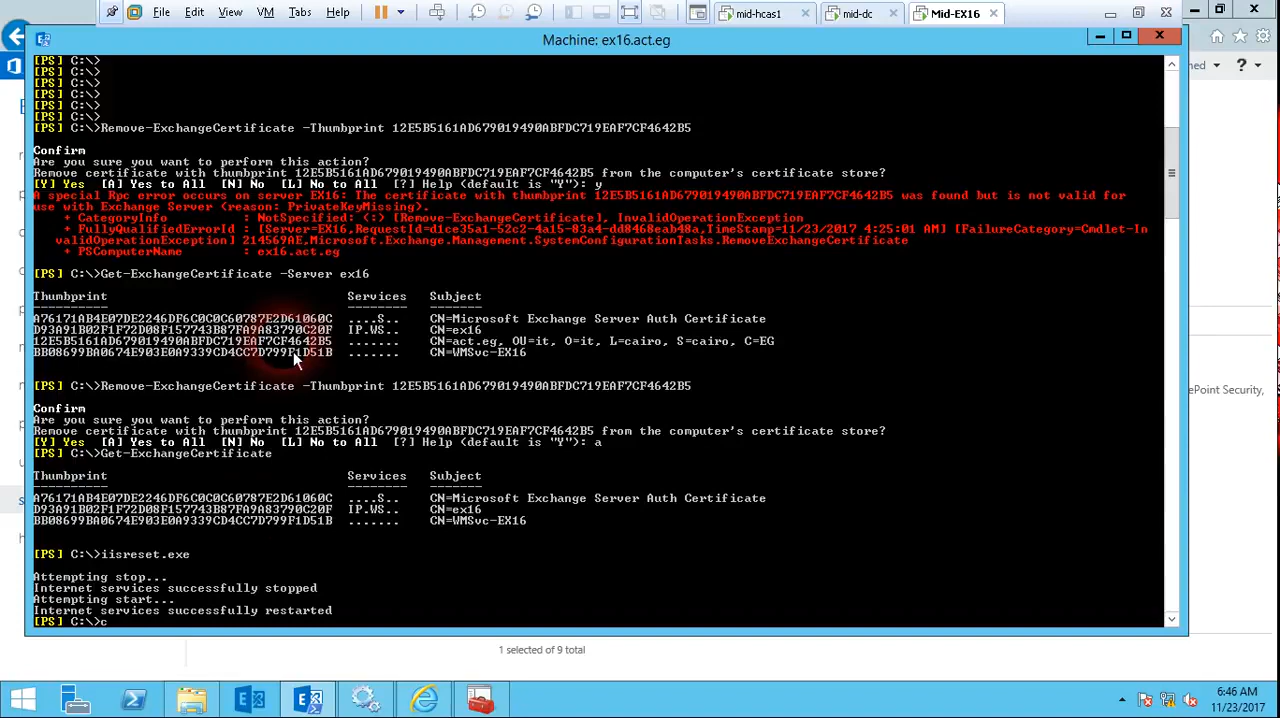 File Edit View VM Tabs Help
mid-hcas1
mid-dc
Mid-EX16
Machine: ex16.act.eg
[PS] C:\>
[PS] C:\>
[PS] C:\>
[PS] C:\>
[PS] C:\>
[PS] C:\>
[PS] C:\>Remove-ExchangeCertificate -Thumbprint 12E5B5161AD679019490ABFDC719EAF7CF4642B5
Confirm
Are you sure you want to perform this action?
Remove certificate with thumbprint 12E5B5161AD679019490ABFDC719EAF7CF4642B5 from the computer's certificate store?
[Y] Yes [A] Yes to All [N] No [L] No to All [?] Help (default is "Y"): y
A special Rpc error occurs on server EX16: The certificate with thumbprint 12E5B5161AD679019490ABFDC719EAF7CF4642B5 was found but is not valid for
use with Exchange Server (reason: PrivateKeyMissing).
+ CategoryInfo : NotSpecified: (:) [Remove-ExchangeCertificate], InvalidOperationException
+ FullyQualifiedErrorId : [Server=EX16,RequestId=d1ce35a1-52c2-4a15-83a4-dd8468eab48a,TimeStamp=11/23/2017 4:25:01 AM] [FailureCategory=Cmdlet-In
validOperationException] 214569AE,Microsoft.Exchange.Management.SystemConfigurationTasks.RemoveExchangeCertificate
+ PSComputerName : ex16.act.eg
[PS] C:\>Get-ExchangeCertificate -Server ex16
Thumbprint Services Subject
---------- -------- -------
A76171AB4E07DE2246DF6C0C0C60787E2D61060C ....S.. CN=Microsoft Exchange Server Auth Certificate
D93A91B02F1F72D08F157743B87FA9A83790C20F IP.WS.. CN=ex16
12E5B5161AD679019490ABFDC719EAF7CF4642B5 ....... CN=act.eg, OU=it, O=it, L=cairo, S=cairo, C=EG
BB08699BA0674E903E0A9339CD4CC7D799F1D51B ....... CN=WMSvc-EX16
[PS] C:\>Remove-ExchangeCertificate -Thumbprint 12E5B5161AD679019490ABFDC719EAF7CF4642B5
Confirm
Are you sure you want to perform this action?
Remove certificate with thumbprint 12E5B5161AD679019490ABFDC719EAF7CF4642B5 from the computer's certificate store?
[Y] Yes [A] Yes to All [N] No [L] No to All [?] Help (default is "Y"): a
[PS] C:\>Get-ExchangeCertificate
Thumbprint Services Subject
---------- -------- -------
A76171AB4E07DE2246DF6C0C0C60787E2D61060C ....S.. CN=Microsoft Exchange Server Auth Certificate
D93A91B02F1F72D08F157743B87FA9A83790C20F IP.WS.. CN=ex16
BB08699BA0674E903E0A9339CD4CC7D799F1D51B ....... CN=WMSvc-EX16
[PS] C:\>iisreset.exe
Attempting stop...
Internet services successfully stopped
Attempting start...
Internet services successfully restarted
[PS] C:\>c
ePoint Security,
1 selected of 9 total
6:46 AM
11/23/2017